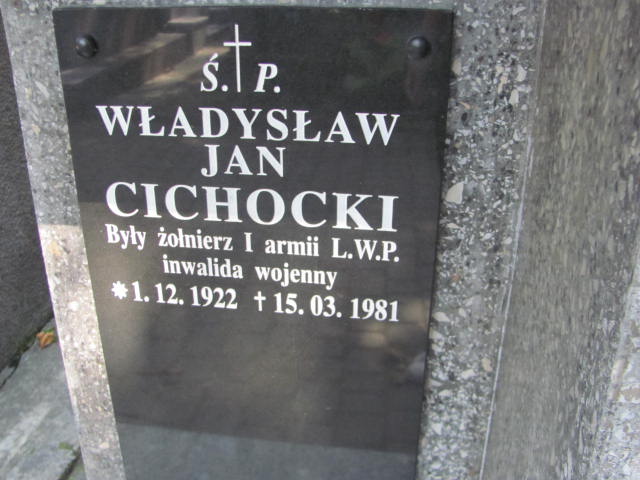 Ś.†P.
WŁADYSŁAW
JAN
CICHOCKI
Były żołnierz I armii L.W.P.
inwalida wojenny
* 1. 12. 1922 † 15. 03. 1981